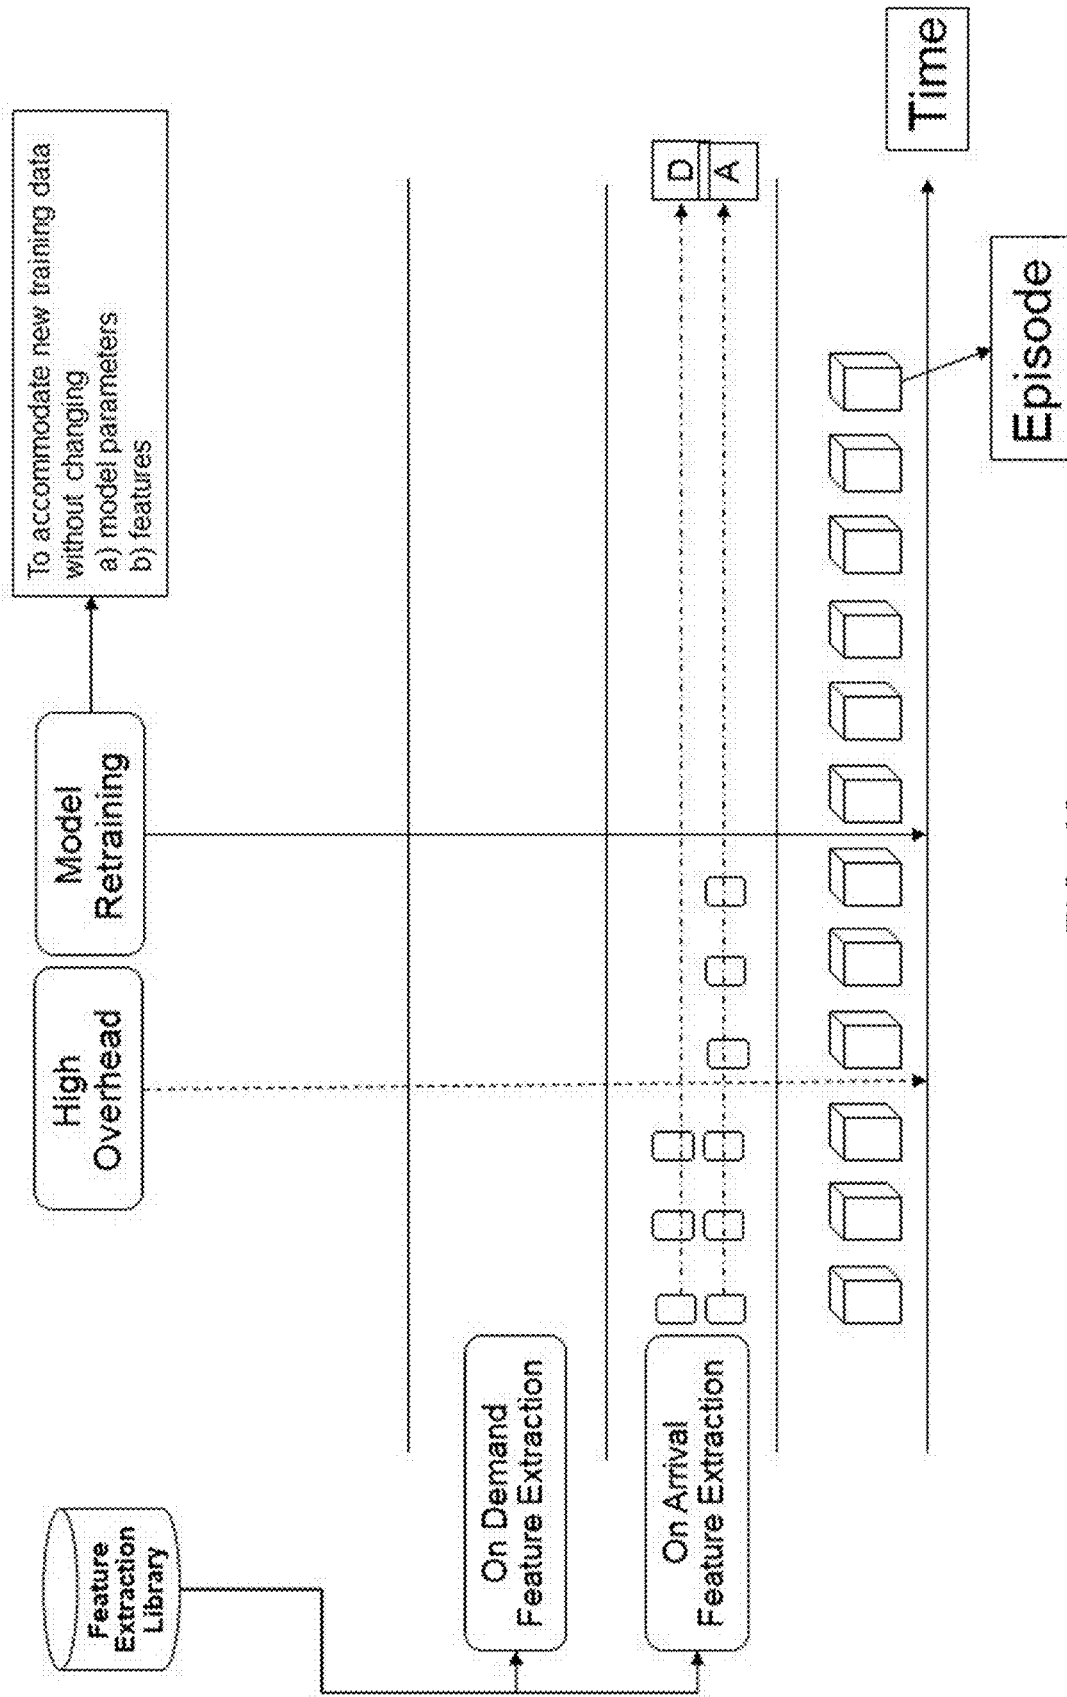 Feature
Extraction
Library
High
Overhead
Model
Retraining
To accommodate new training data
without changing
a) model parameters
b) features
On Demand
Feature Extraction
On Arrival
Feature Extraction
D
A
Time
Episode